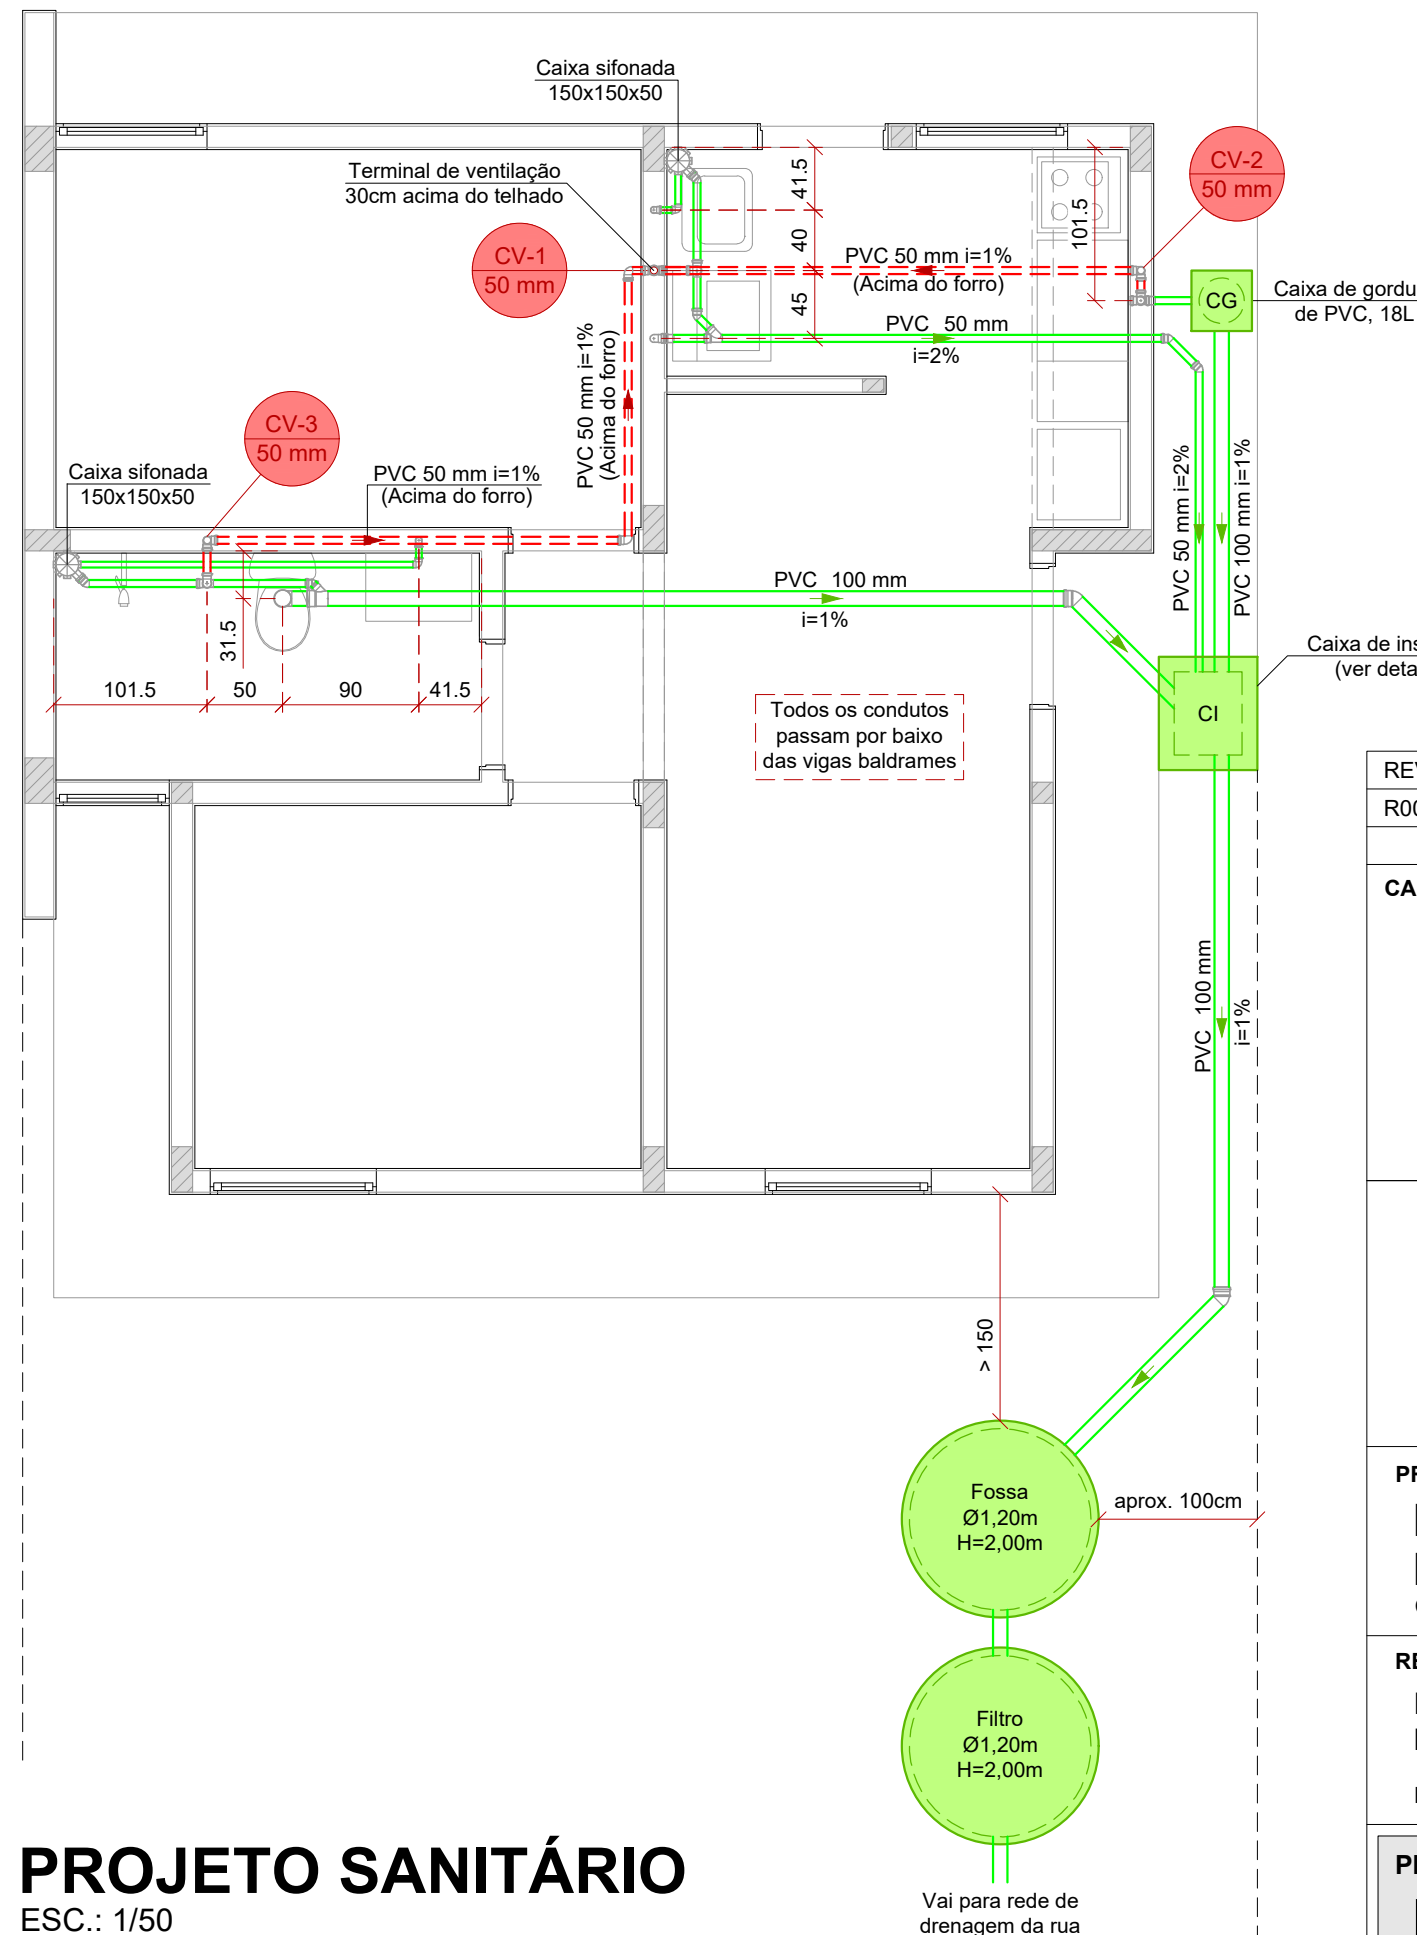 Caixa sifonada
150x150x50
Terminal de ventilação
30cm acima do telhado
CV-1
50 mm
CV-2
50 mm
41.5
40
45
101.5
PVC 50 mm i=1%
(Acima do forro)
PVC 50 mm
i=2%
CG
Caixa de gordu
de PVC, 18L
PVC 50 mm i=1%
(Acima do forro)
CV-3
50 mm
Caixa sifonada
150x150x50
PVC 50 mm i=1%
(Acima do forro)
PVC 50 mm i=2%
PVC 100 mm i=1%
PVC 100 mm
i=1%
31.5
101.5
50
90
41.5
Todos os condutos
passam por baixo
das vigas baldrames
Caixa de ins
(ver deta
CI
RE
R00
CA
PVC 100 mm
i=1%
> 150
Fossa
Ø1,20m
H=2,00m
aprox. 100cm
Filtro
Ø1,20m
H=2,00m
Vai para rede de
drenagem da rua
PROJETO SANITÁRIO
ESC.: 1/50